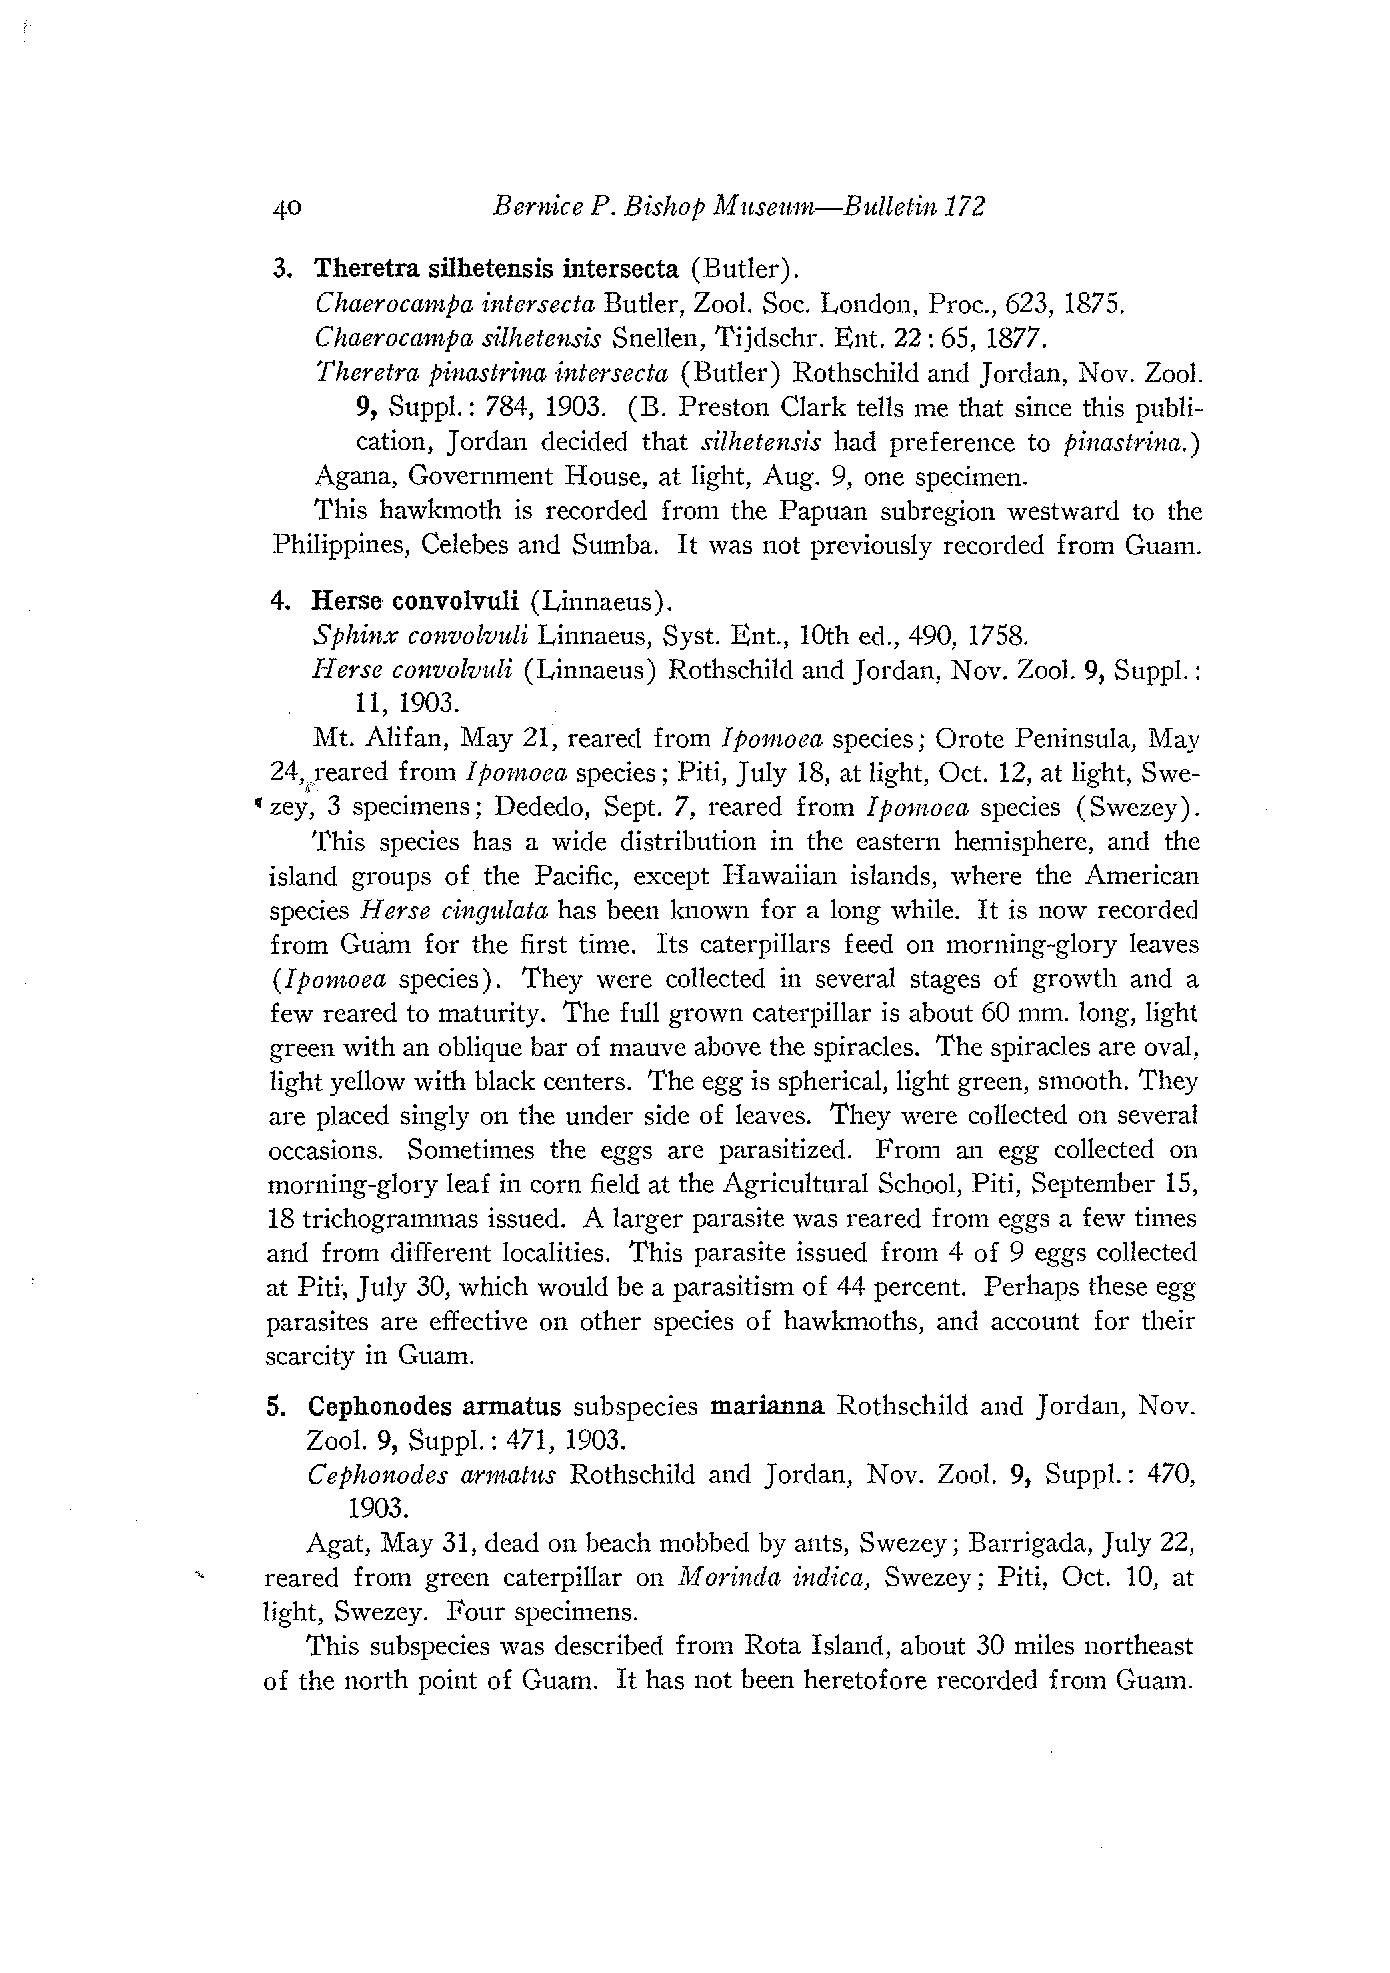 40 Bernice P. Bishop Museum—Bulletin 172
3. Theretra silhetensis intersecta (Butler).
Chaerocampa intersecta Butler, Zool. Soc. London, Proc., 623, 1875.
Chaerocampa silhetensis Snellen, Tijdschr. Ent. 22: 65, 1877.
Theretra pinastrina intersecta (Butler) Rothschild and Jordan, Nov. Zool.
9, Suppl.: 784, 1903. (B. Preston Clark tells me that since this publi-
cation, Jordan decided that silhetensis had preference to pinastrina.)
Agana, Government House, at light, Aug. 9, one specimen.
This hawkmoth is recorded from the Papuan subregion westward to the
Philippines, Celebes and Sumba. It was not previously recorded from Guam.
4. Herse convolvuli (Linnaeus).
Sphinx convolvuli Linnaeus, Syst. Ent., 10th ed., 490, 1758.
Herse convolvuli (Linnaeus) Rothschild and Jordan, Nov. Zool. 9, Suppl.:
11, 1903.
Mt. Alifan, May 21, reared from Ipomoea species; Orote Peninsula, May
24, reared from Ipomoea species; Piti, July 18, at light, Oct. 12, at light, Swe-
zey, 3 specimens; Dededo, Sept. 7, reared from Ipomoea species (Swezey).
This species has a wide distribution in the eastern hemisphere, and the
island groups of the Pacific, except Hawaiian islands, where the American
species Herse cingulata has been known for a long while. It is now recorded
from Guam for the first time. Its caterpillars feed on morning-glory leaves
(Ipomoea species). They were collected in several stages of growth and a
few reared to maturity. The full grown caterpillar is about 60 mm. long, light
green with an oblique bar of mauve above the spiracles. The spiracles are oval,
light yellow with black centers. The egg is spherical, light green, smooth. They
are placed singly on the under side of leaves. They were collected on several
occasions. Sometimes the eggs are parasitized. From an egg collected on
morning-glory leaf in corn field at the Agricultural School, Piti, September 15,
18 trichogrammas issued. A larger parasite was reared from eggs a few times
and from different localities. This parasite issued from 4 of 9 eggs collected
at Piti, July 30, which would be a parasitism of 44 percent. Perhaps these egg
parasites are effective on other species of hawkmoths, and account for their
scarcity in Guam.
5. Cephonodes armatus subspecies marianna Rothschild and Jordan, Nov.
Zool. 9, Suppl.: 471, 1903.
Cephonodes armatus Rothschild and Jordan, Nov. Zool. 9, Suppl.: 470,
1903.
Agat, May 31, dead on beach mobbed by ants, Swezey; Barrigada, July 22,
reared from green caterpillar on Morinda indica, Swezey; Piti, Oct. 10, at
light, Swezey. Four specimens.
This subspecies was described from Rota Island, about 30 miles northeast
of the north point of Guam. It has not been heretofore recorded from Guam.